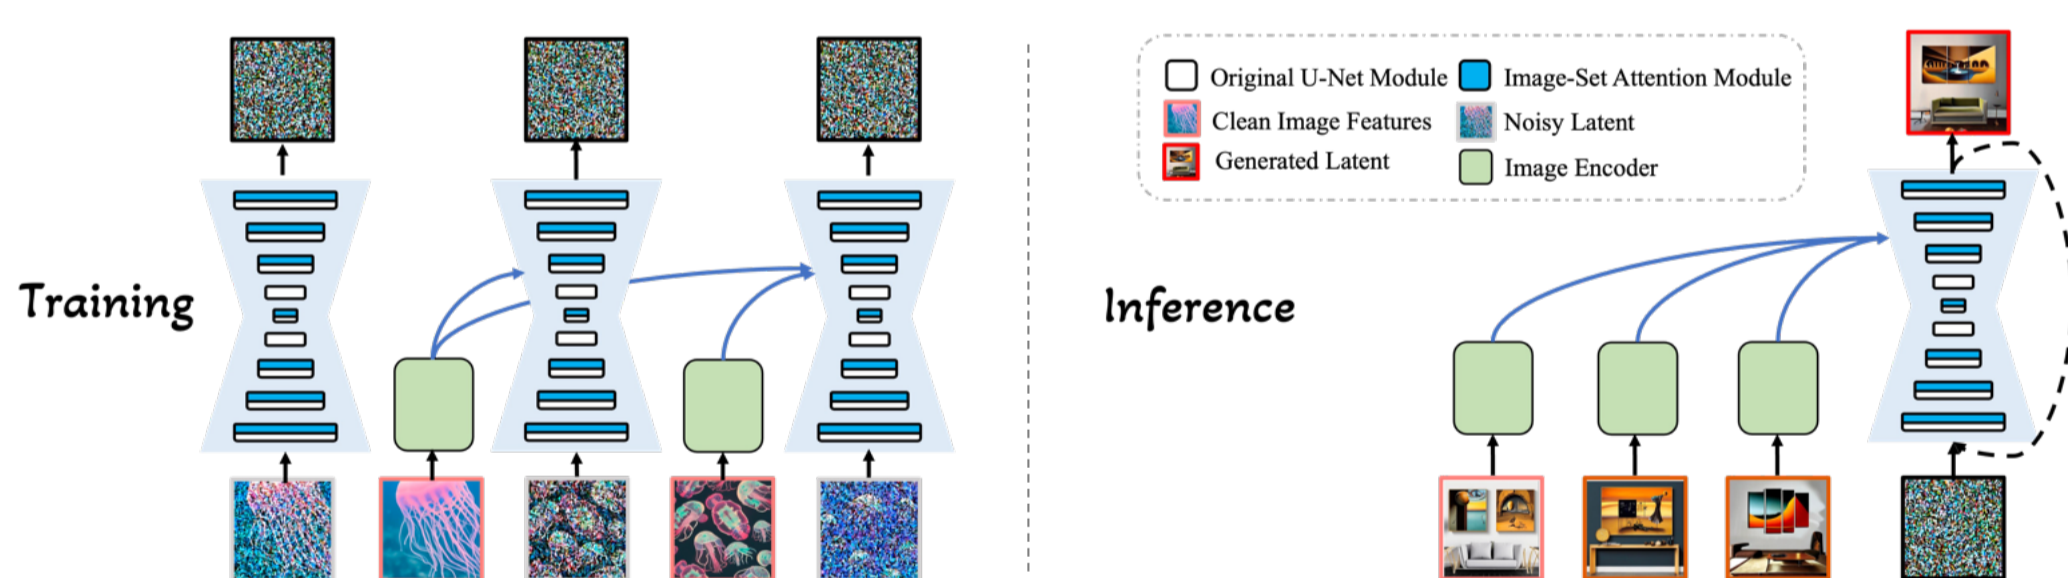 Training
Original U-Net Module
Image-Set Attention Module
Clean Image Features
Noisy Latent
Generated Latent
Image Encoder
Inference